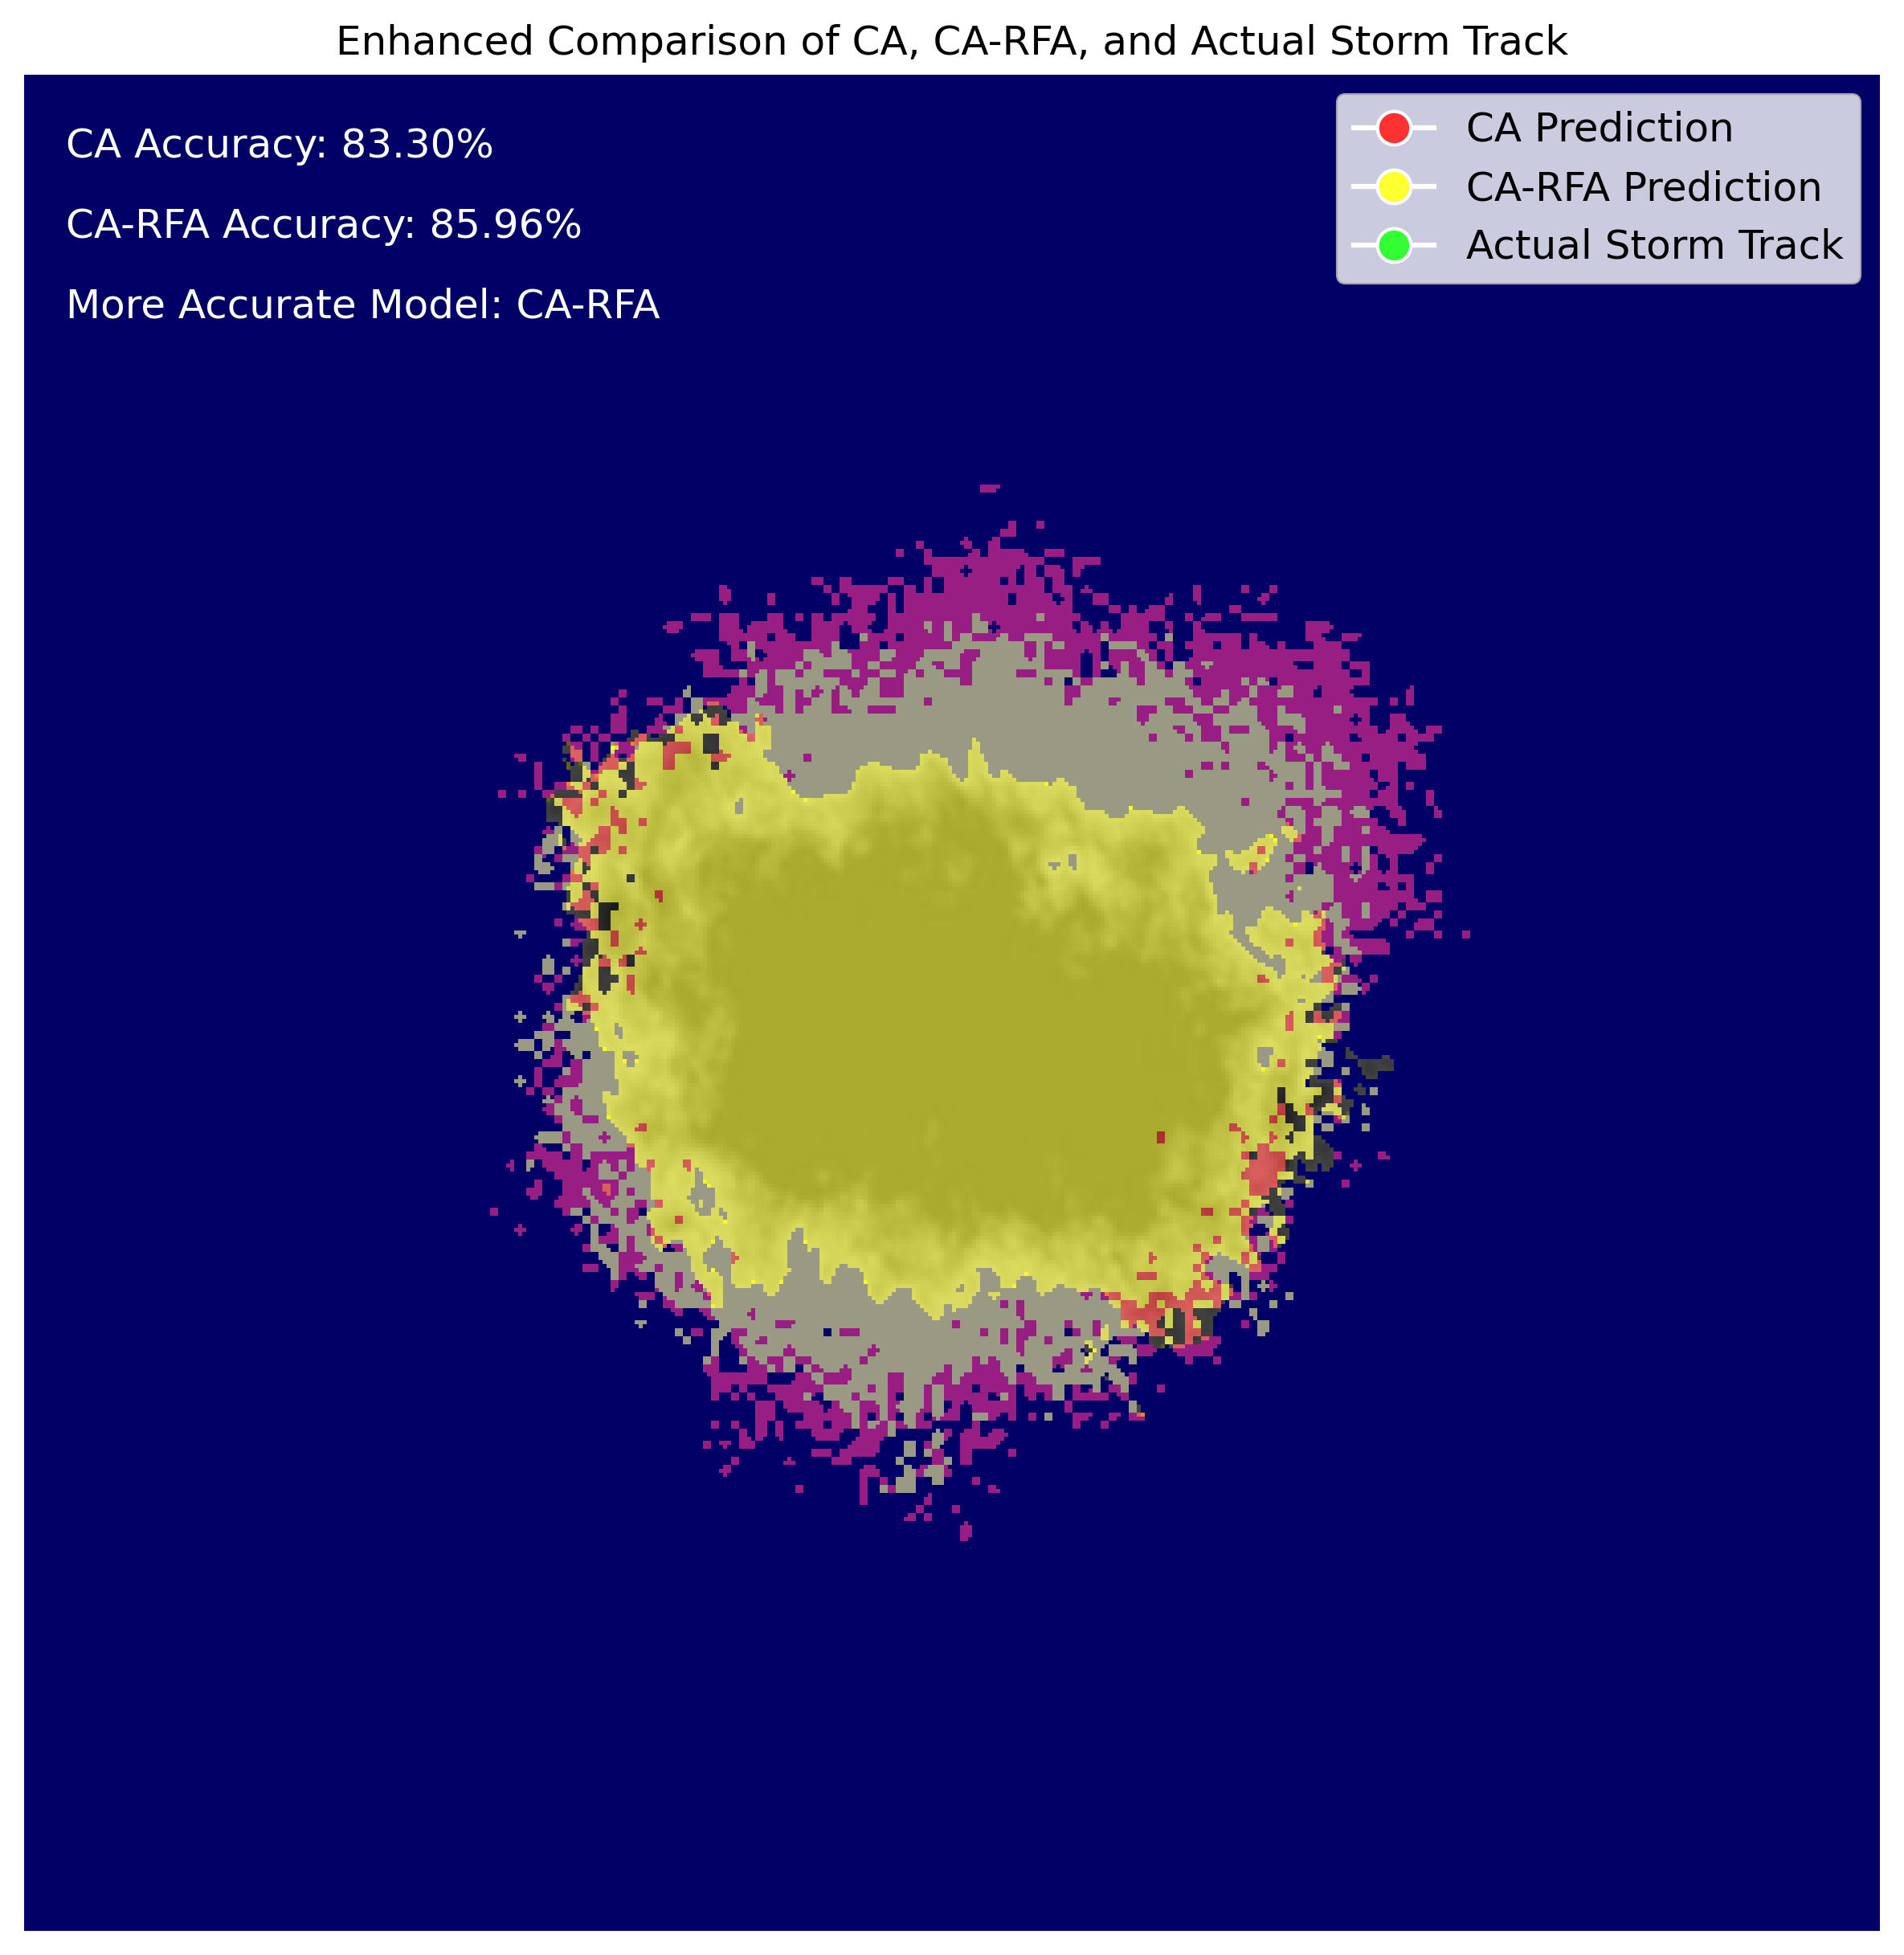 Enhanced Comparison of CA, CA-RFA, and Actual Storm Track
CA Accuracy: 83.30%
CA-RFA Accuracy: 85.96%
More Accurate Model: CA-RFA
CA Prediction
CA-RFA Prediction
Actual Storm Track